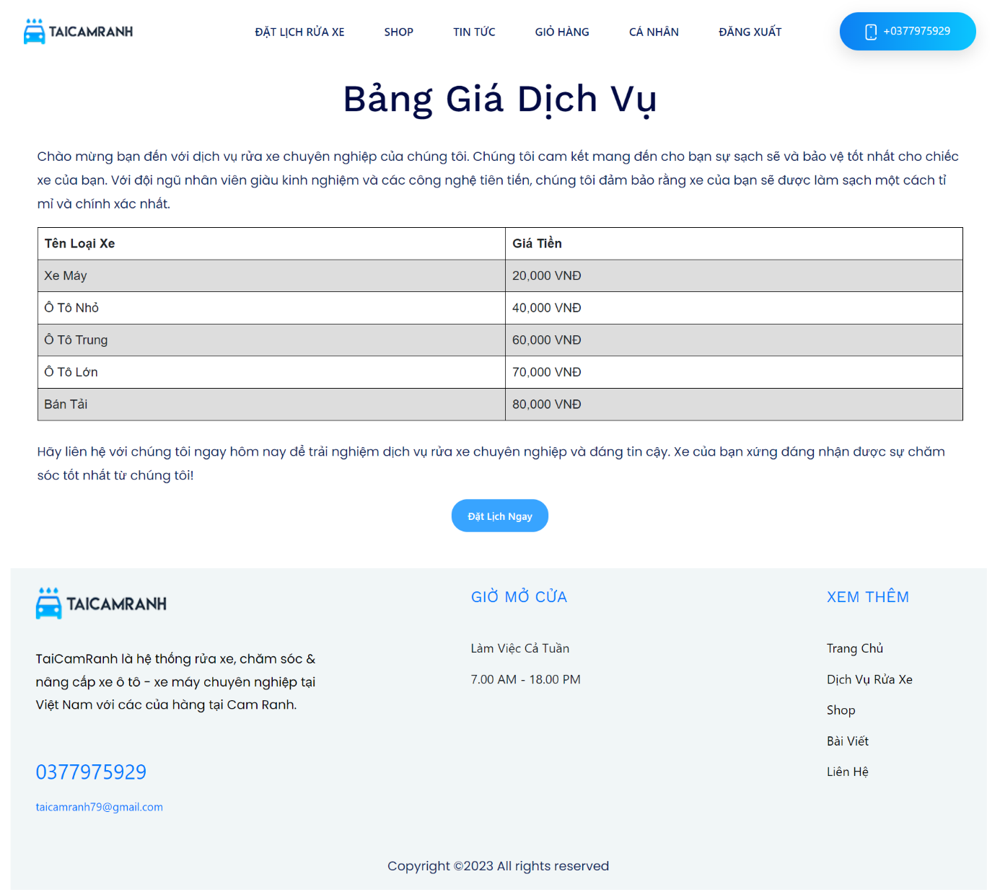 TAICAMRANH
ĐẶT LỊCH RỬA XE SHOP TIN TỨC GIỎ HÀNG CÁ NHÂN ĐĂNG XUẤT +0377975929
Bảng Giá Dịch Vụ
Chào mừng bạn đến với dịch vụ rửa xe chuyên nghiệp của chúng tôi. Chúng tôi cam kết mang đến cho bạn sự sạch sẽ và bảo vệ tốt nhất cho chiếc
xe của bạn. Với đội ngũ nhân viên giàu kinh nghiệm và các công nghệ tiên tiến, chúng tôi đảm bảo rằng xe của bạn sẽ được làm sạch một cách tỉ
mỉ và chính xác nhất.
Tên Loại Xe Giá Tiền
Xe Máy 20,000 VNĐ
Ô Tô Nhỏ 40,000 VNĐ
Ô Tô Trung 60,000 VNĐ
Ô Tô Lớn 70,000 VNĐ
Bán Tải 80,000 VNĐ
Hãy liên hệ với chúng tôi ngay hôm nay để trải nghiệm dịch vụ rửa xe chuyên nghiệp và đáng tin cậy. Xe của bạn xứng đáng nhận được sự chăm
sóc tốt nhất từ chúng tôi!
Đặt Lịch Ngay
TAICAMRANH
TaiCamRanh là hệ thống rửa xe, chăm sóc &
nâng cấp xe ô tô - xe máy chuyên nghiệp tại
Việt Nam với các của hàng tại Cam Ranh.
0377975929
taicamranh79@gmail.com
GIỜ MỞ CỬA
Làm Việc Cả Tuần
7.00 AM - 18.00 PM
XEM THÊM
Trang Chủ
Dịch Vụ Rửa Xe
Shop
Bài Viết
Liên Hệ
Copyright ©2023 All rights reserved